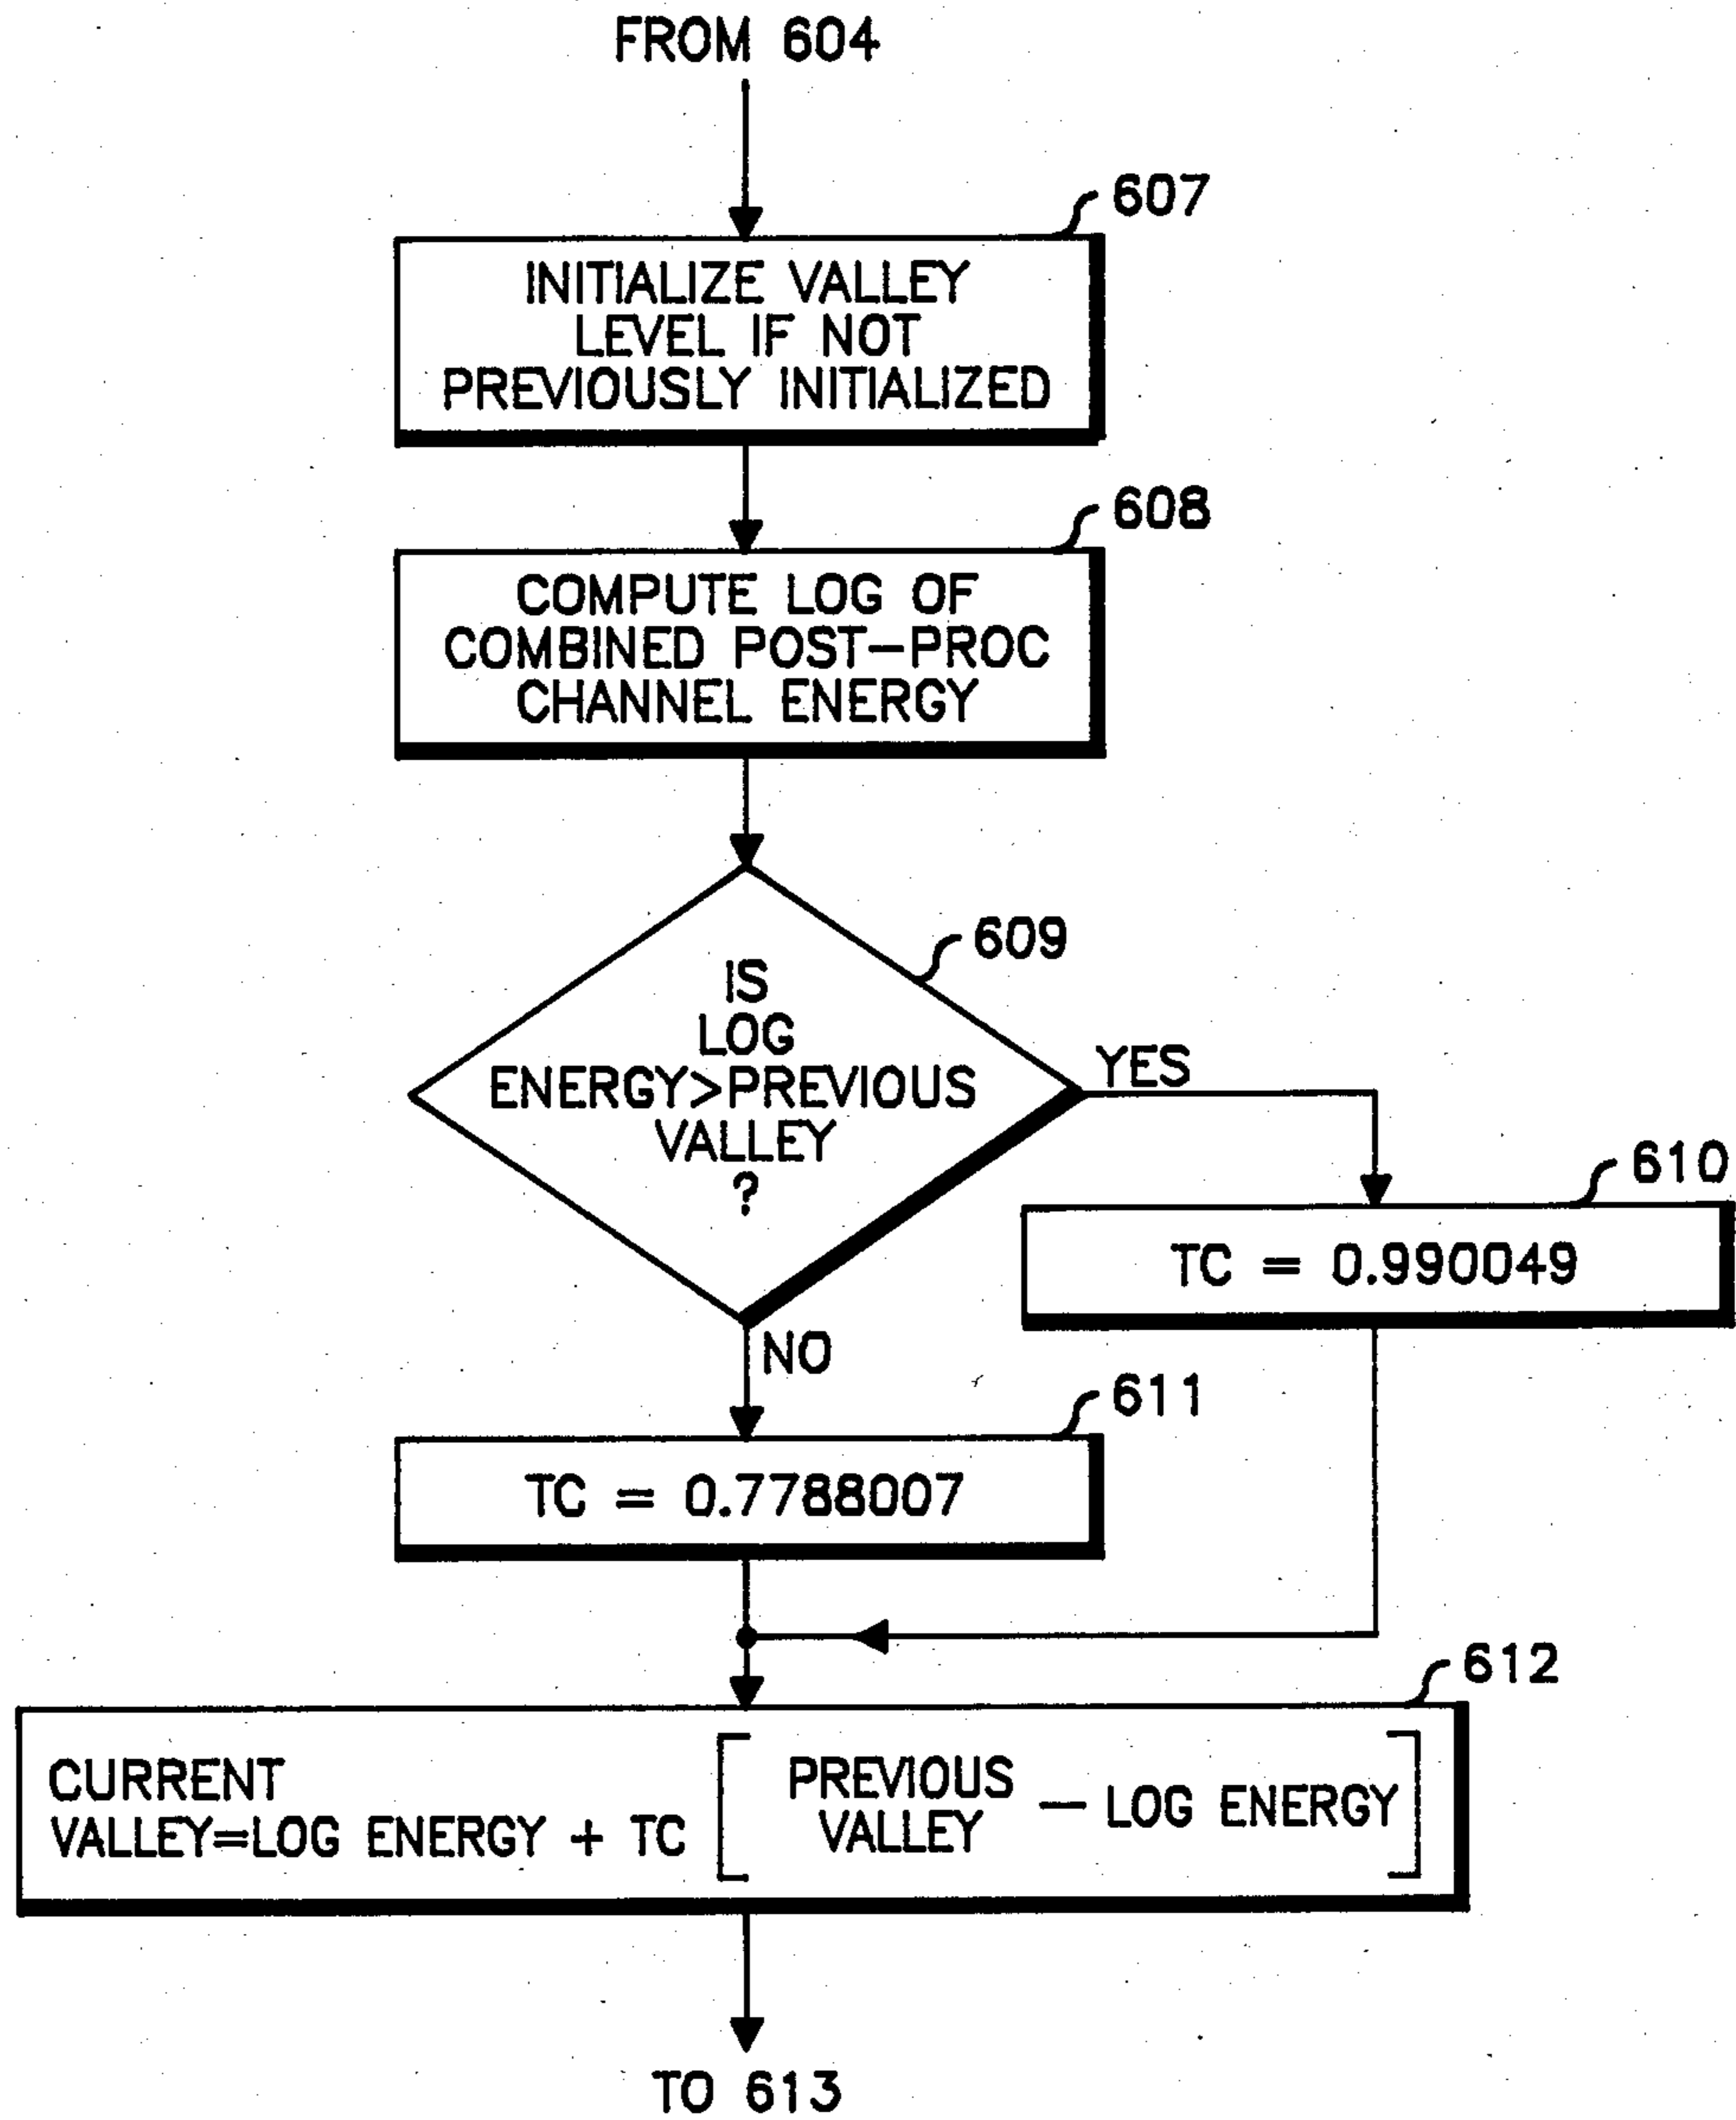 FROM 604
607
INITIALIZE VALLEY
LEVEL IF NOT
PREVIOUSLY INITIALIZED
608
COMPUTE LOG OF
COMBINED POST-PROC
CHANNEL ENERGY
609
IS
LOG
ENERGY>PREVIOUS
VALLEY
?
YES
610
TC = 0.990049
NO
611
TC = 0.7788007
612
CURRENT
VALLEY=LOG ENERGY + TC [ PREVIOUS
VALLEY − LOG ENERGY ]
TO 613